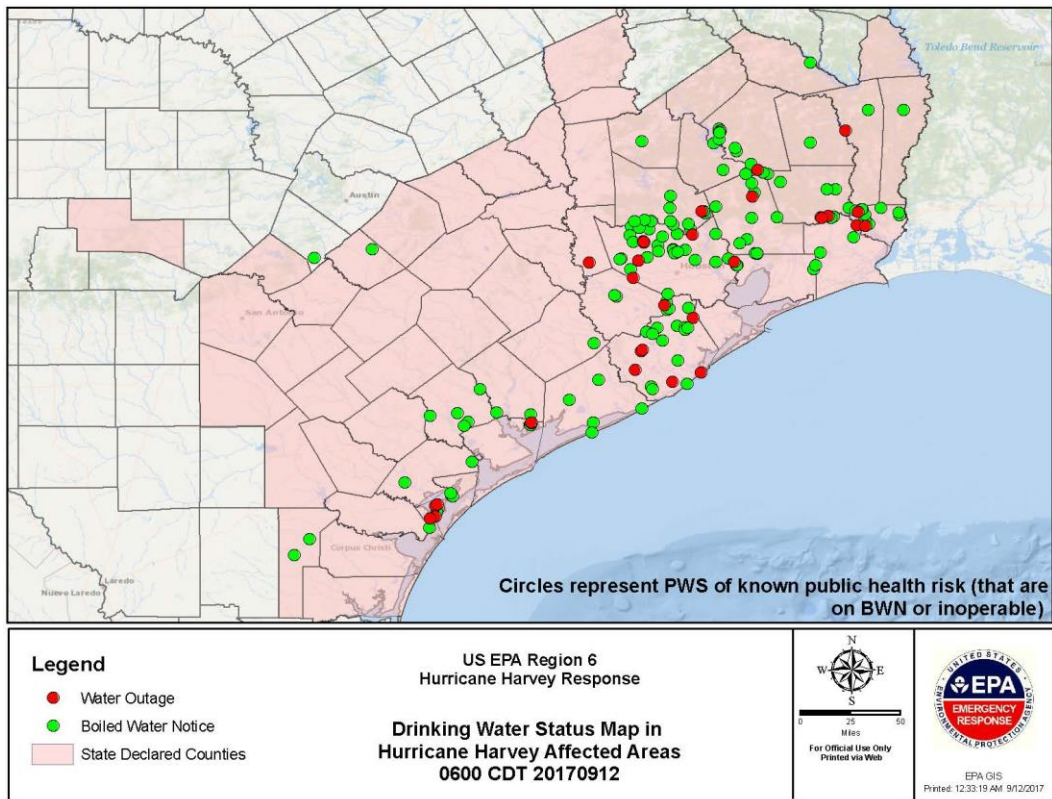 Toledo Bend Reservoir
Austin
Houston
San Antonio
Corpus Christi
Laredo
Nuevo Laredo
Circles represent PWS of known public health risk (that are
on BWN or inoperable)
Legend
Water Outage
Boiled Water Notice
State Declared Counties
US EPA Region 6
Hurricane Harvey Response
Drinking Water Status Map in
Hurricane Harvey Affected Areas
0600 CDT 20170912
N
W E
S
0 25 50
Miles
For Official Use Only
Printed via Web
UNITED STATES
EPA
EMERGENCY
RESPONSE
ENVIRONMENTAL PROTECTION AGENCY
EPA GIS
Printed: 12:33:19 AM 9/12/2017